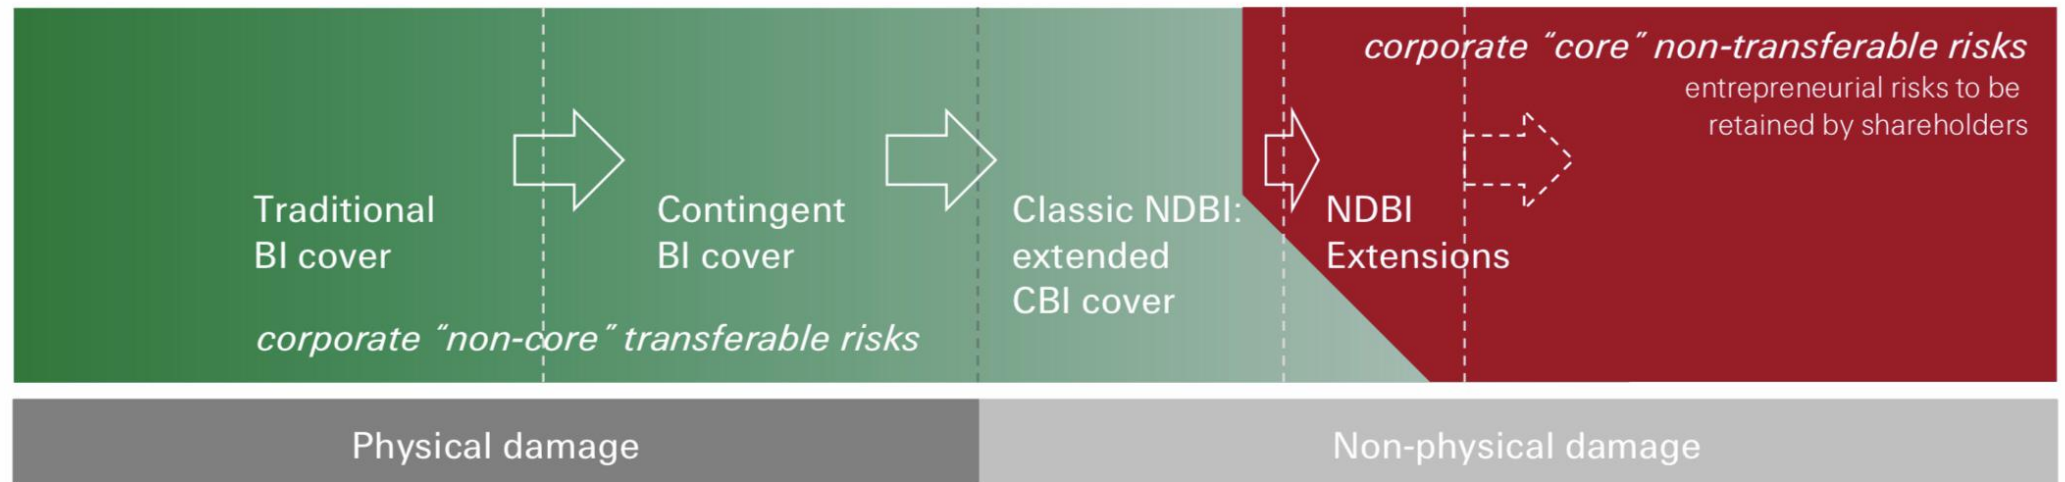 corporate “core” non-transferable risks
entrepreneurial risks to be
retained by shareholders
Traditional
BI cover
Contingent
BI cover
Classic NDBI:
extended
CBI cover
NDBI
Extensions
corporate “non-core” transferable risks
Physical damage
Non-physical damage